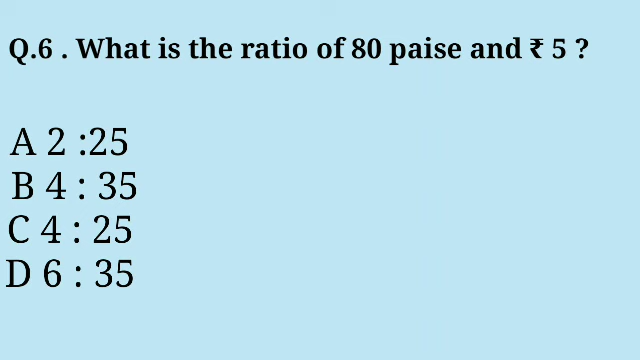 Q.6 . What is the ratio of 80 paise and ₹ 5 ?
A 2 :25
B 4 : 35
C 4 : 25
D 6 : 35